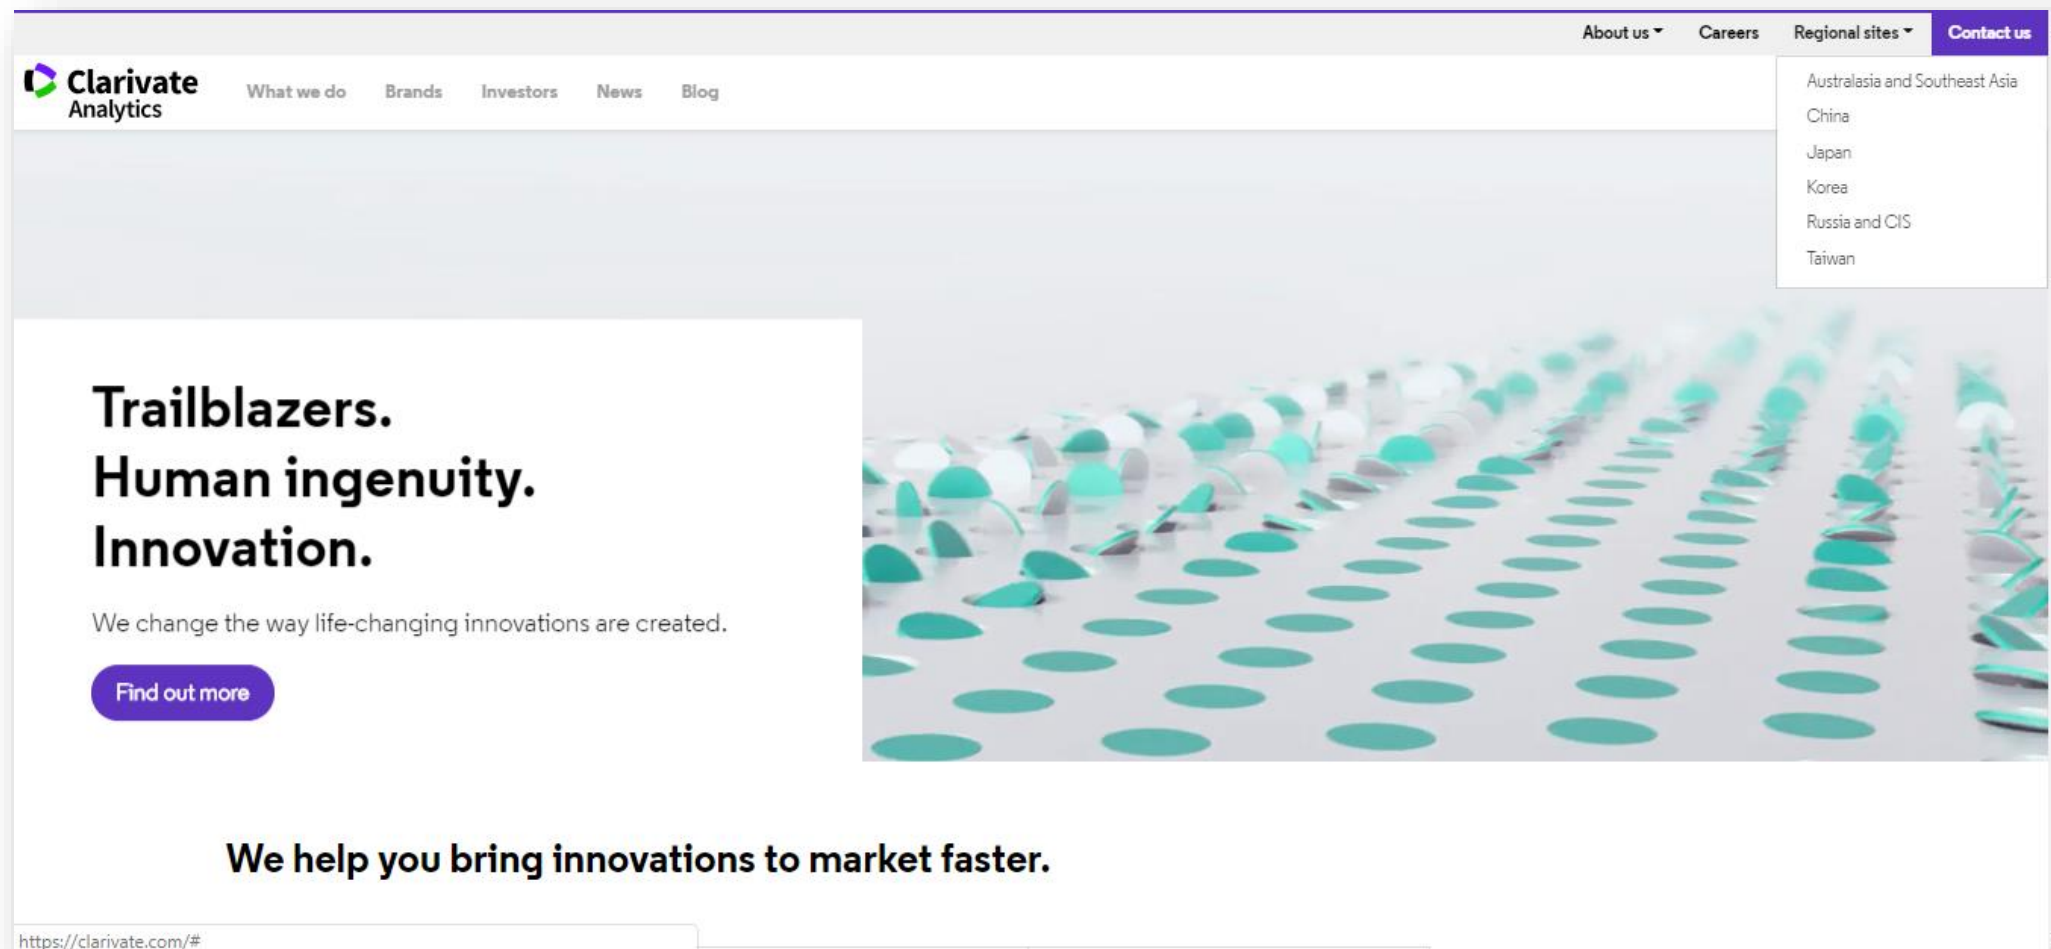 About us
Careers
Regional sites
Contact us
Clarivate
Analytics
What we do
Brands
Investors
News
Blog
Australasia and Southeast Asia
China
Japan
Korea
Russia and CIS
Taiwan
Trailblazers.
Human ingenuity.
Innovation.
We change the way life-changing innovations are created.
Find out more
We help you bring innovations to market faster.
https://clarivate.com/#